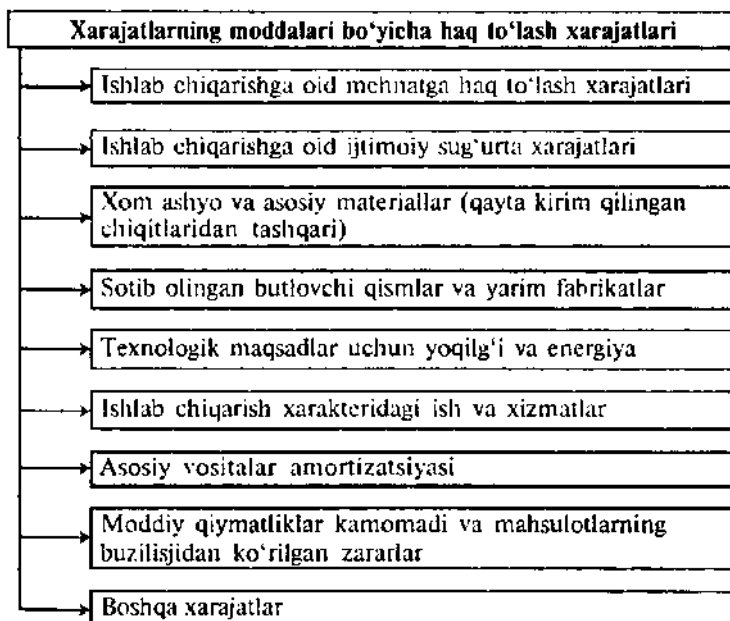 Xarajatlarning moddalari bo‘yicha haq to‘lash xarajatlari
Ishlab chiqarishga oid mehnatga haq to‘lash xarajatlari
Ishlab chiqarishga oid ijtimoiy sug‘urta xarajatlari
Xom ashyo va asosiy materiallar (qayta kirim qilingan
chiqitlaridan tashqari)
Sotib olingan butlovchi qismlar va yarim fabrikatlar
Texnologik maqsadlar uchun yoqilg‘i va energiya
Ishlab chiqarish xarakteridagi ish va xizmatlar
Asosiy vositalar amortizatsiyasi
Moddiy qiymatliklar kamomadi va mahsulotlarning
buzilisjidan ko‘rilgan zararlar
Boshqa xarajatlar